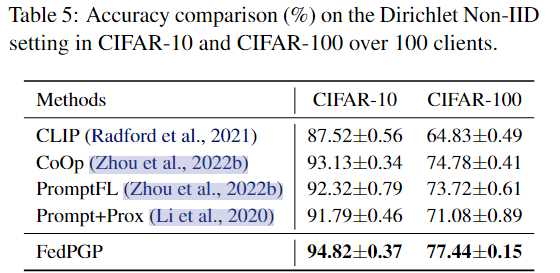 Table 5: Accuracy comparison (%) on the Dirichlet Non-IID
setting in CIFAR-10 and CIFAR-100 over 100 clients.
Methods CIFAR-10 CIFAR-100
CLIP (Radford et al., 2021) 87.52±0.56 64.83±0.49
CoOp (Zhou et al., 2022b) 93.13±0.34 74.78±0.41
PromptFL (Zhou et al., 2022b) 92.32±0.79 73.72±0.61
Prompt+Prox (Li et al., 2020) 91.79±0.46 71.08±0.89
FedPGP 94.82±0.37 77.44±0.15